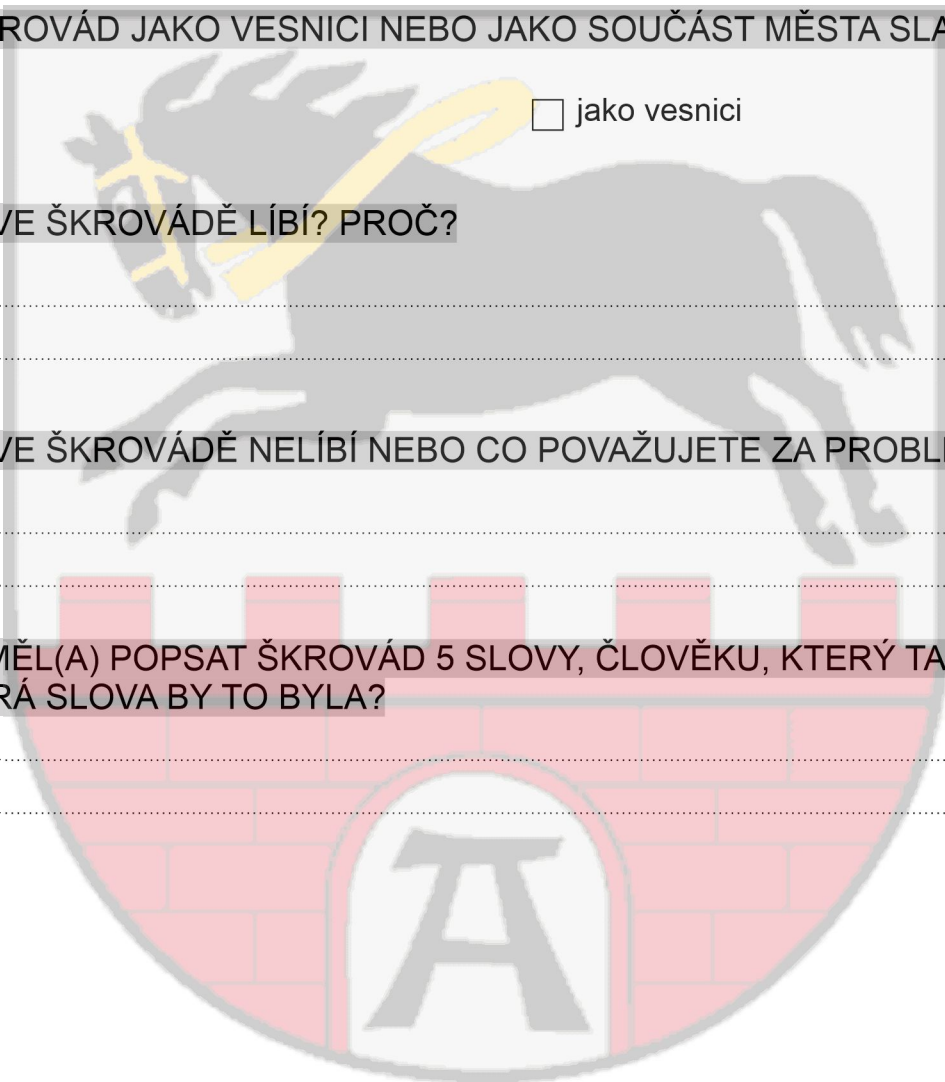 ROVÁD JAKO VESNICI NEBO JAKO SOUČÁST MĚSTA SLA
jako vesnici
VE ŠKROVÁDĚ LÍBÍ? PROČ?
VE ŠKROVÁDĚ NELÍBÍ NEBO CO POVAŽUJETE ZA PROBL
MĚL(A) POPSAT ŠKROVÁD 5 SLOVY, ČLOVĚKU, KTERÝ TA
RÁ SLOVA BY TO BYLA?
A